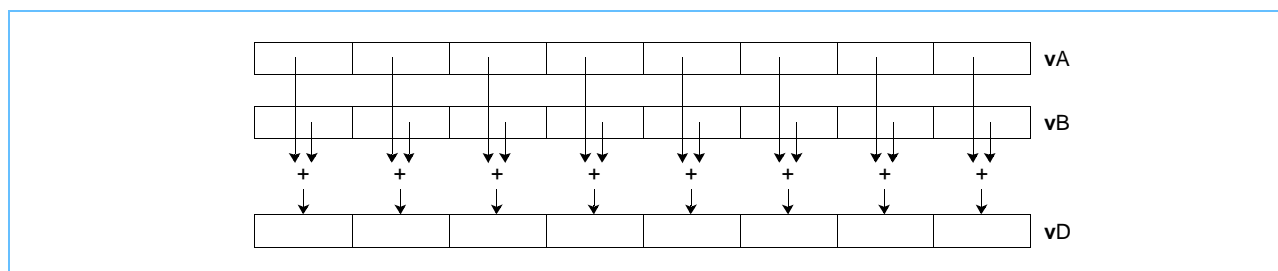 vA
vB
+ + + + + + + +
vD